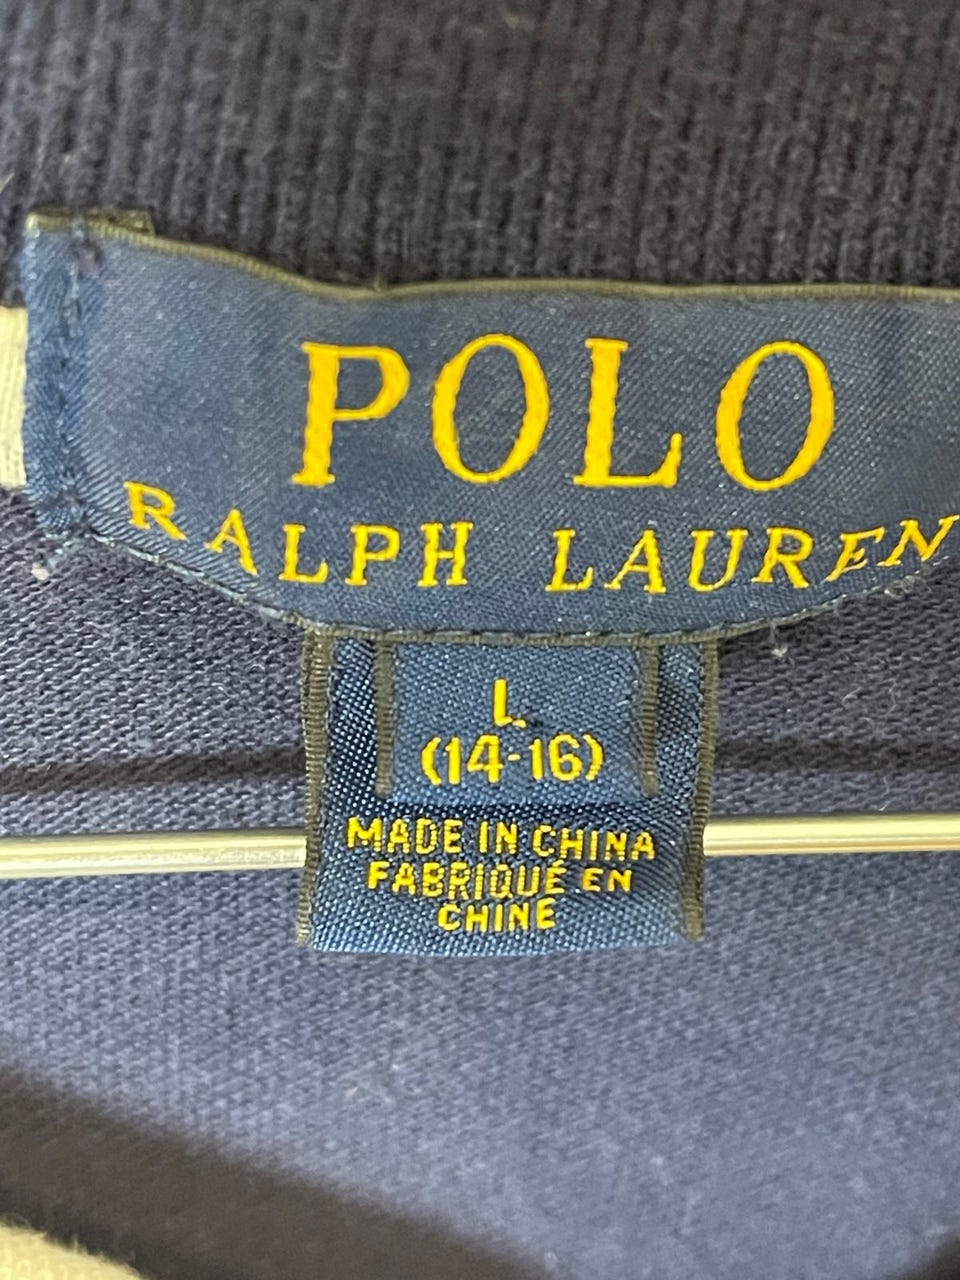 POLO
RALPH LAUREN
L
(14-16)
MADE IN CHINA
FABRIQUÉ EN
CHINE